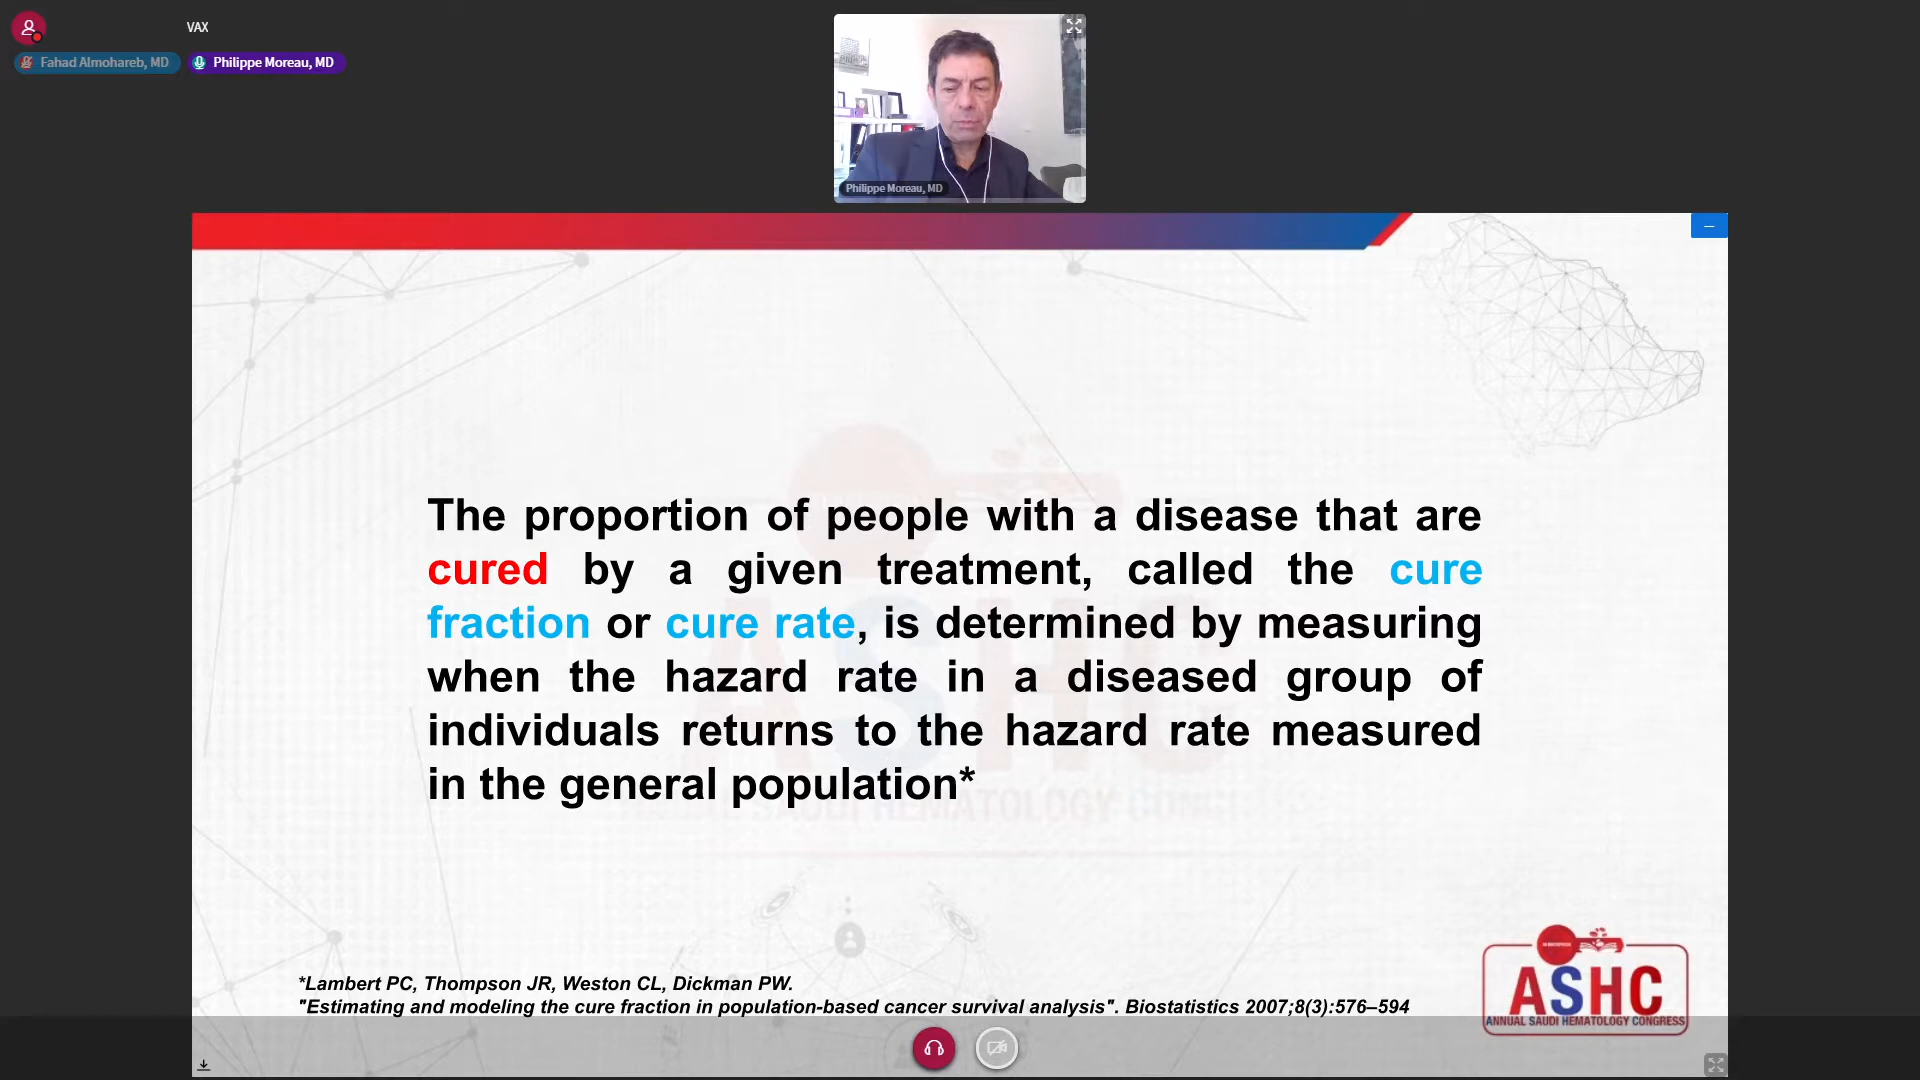 VAX
Fahad Almohareb, MD
Philippe Moreau, MD
Philippe Moreau, MD
The proportion of people with a disease that are
cured by a given treatment, called the cure
fraction or cure rate, is determined by measuring
when the hazard rate in a diseased group of
individuals returns to the hazard rate measured
in the general population*
*Lambert PC, Thompson JR, Weston CL, Dickman PW.
"Estimating and modeling the cure fraction in population-based cancer survival analysis". Biostatistics 2007;8(3):576–594
ASHC
ANNUAL SAUDI HEMATOLOGY CONGRESS